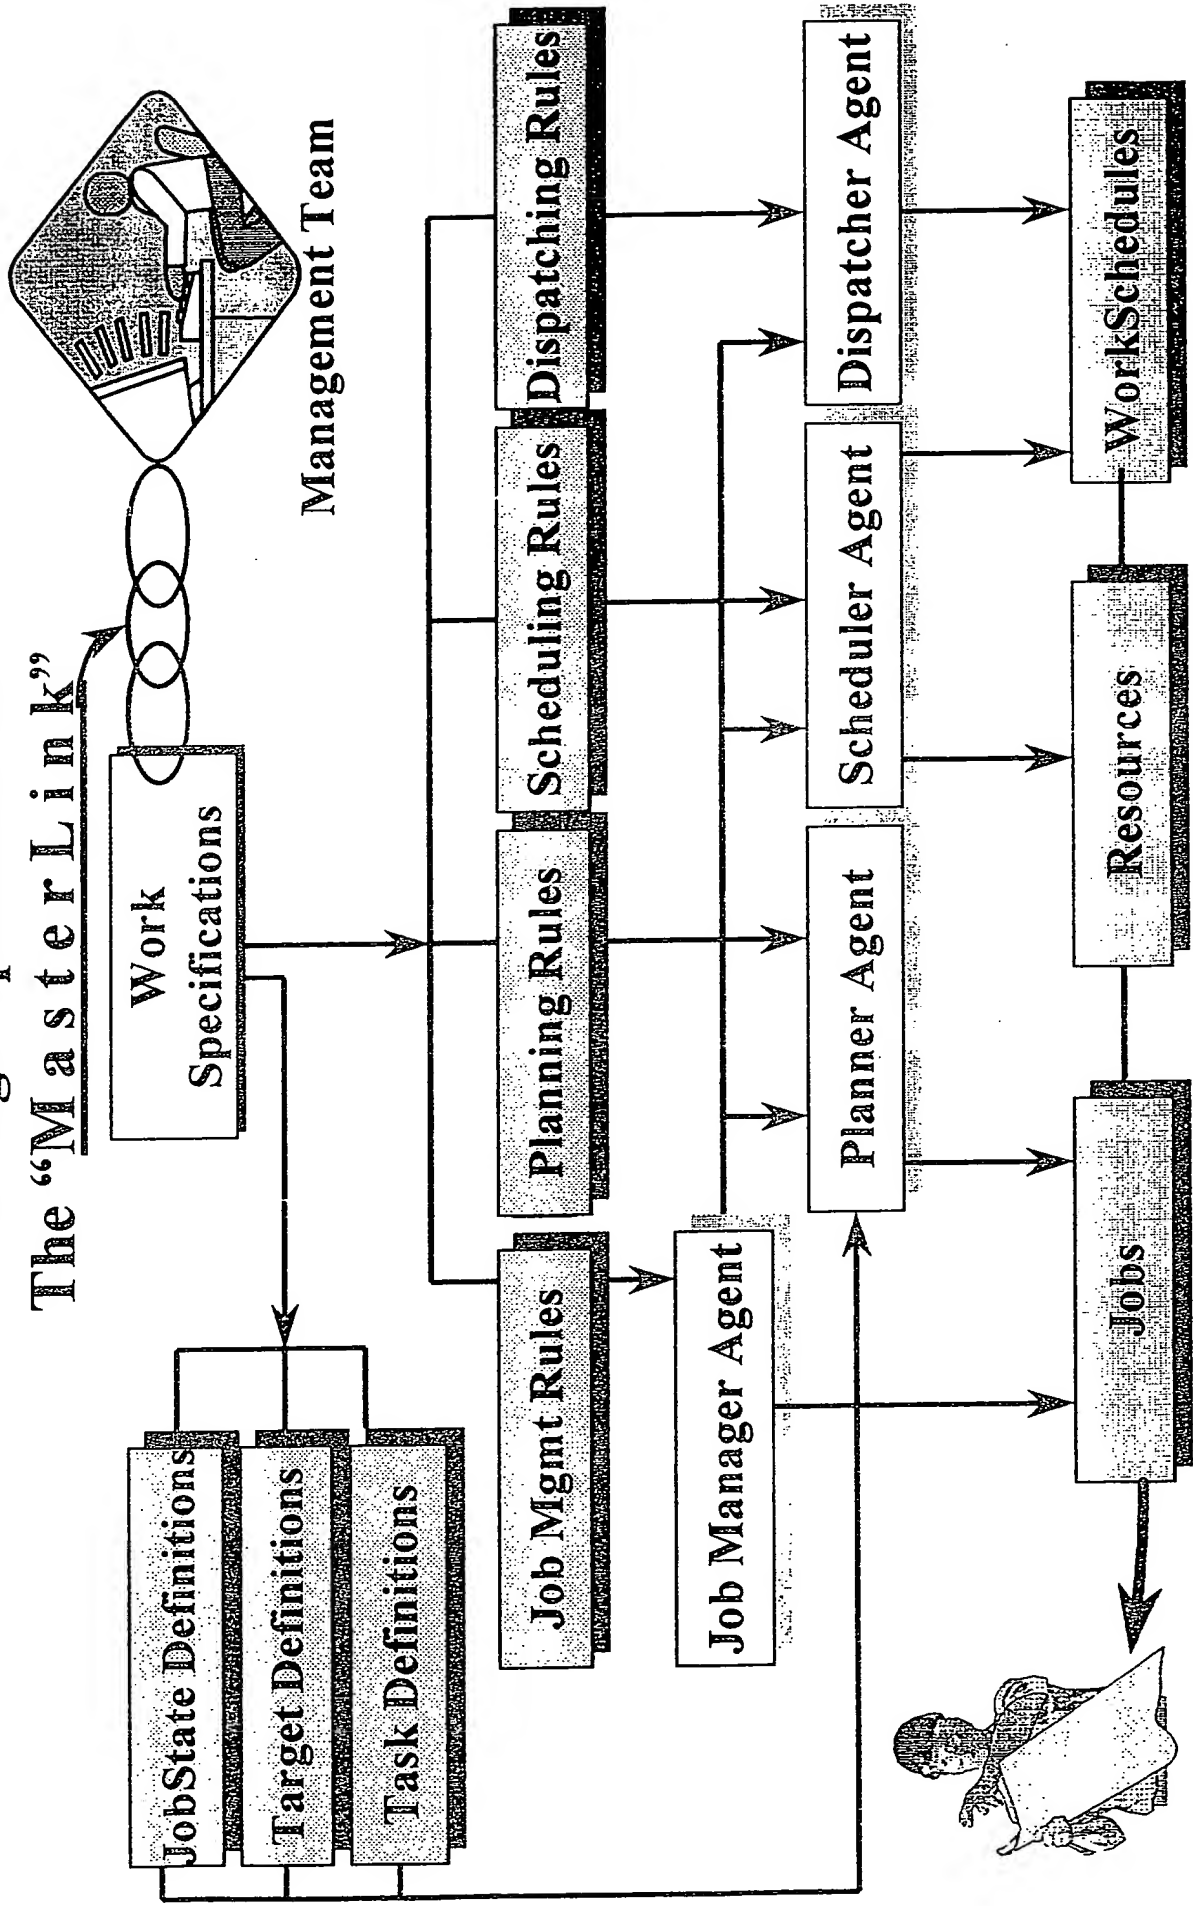 The “MasterLink”
Management Team
Work
Specifications
JobState Definitions
Target Definitions
Task Definitions
Job Mgmt Rules
Planning Rules
Scheduling Rules
Dispatching Rules
Job Manager Agent
Planner Agent
Scheduler Agent
Dispatcher Agent
Jobs
Resources
WorkSchedules